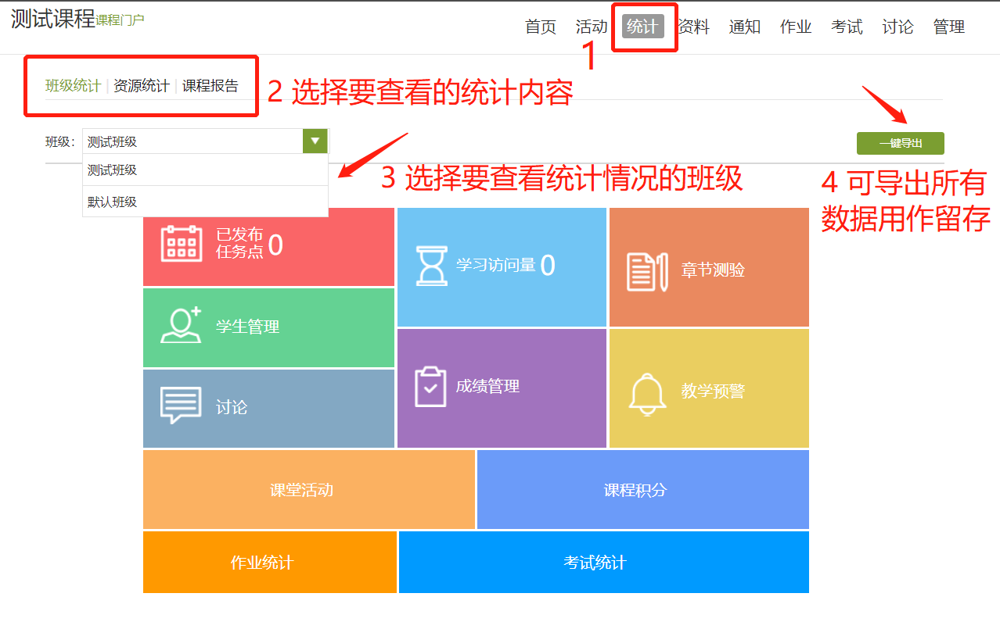 测试课程课程门户
首页 活动 统计 资料 通知 作业 考试 讨论 管理
1
班级统计 资源统计 课程报告
2 选择要查看的统计内容
班级: 测试班级
测试班级
默认班级
一键导出
3 选择要查看统计情况的班级
4 可导出所有
数据用作留存
已发布
任务点 0
学习访问量 0
章节测验
学生管理
成绩管理
教学预警
讨论
课堂活动
课程积分
作业统计
考试统计